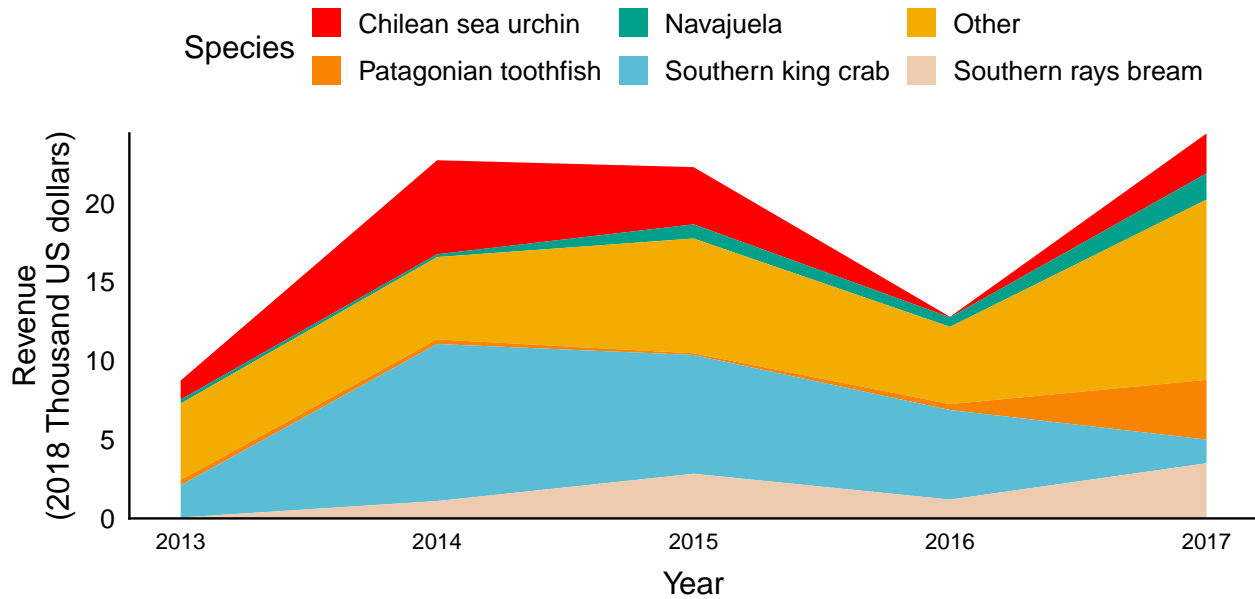 Species
Chilean sea urchin
Navajuela
Other
Patagonian toothfish
Southern king crab
Southern rays bream
Revenue
(2018 Thousand US dollars)
20
15
10
5
0
2013
2014
2015
2016
2017
Year